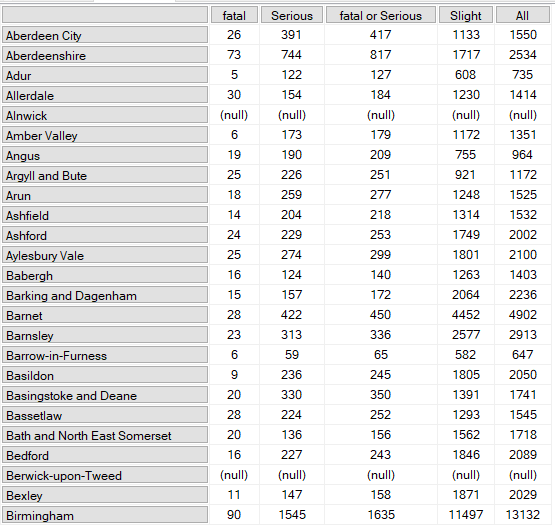 fatal Serious fatal or Serious Slight All
Aberdeen City 26 391 417 1133 1550
Aberdeenshire 73 744 817 1717 2534
Adur 5 122 127 608 735
Allerdale 30 154 184 1230 1414
Alnwick (null) (null) (null) (null) (null)
Amber Valley 6 173 179 1172 1351
Angus 19 190 209 755 964
Argyll and Bute 25 226 251 921 1172
Arun 18 259 277 1248 1525
Ashfield 14 204 218 1314 1532
Ashford 24 229 253 1749 2002
Aylesbury Vale 25 274 299 1801 2100
Babergh 16 124 140 1263 1403
Barking and Dagenham 15 157 172 2064 2236
Barnet 28 422 450 4452 4902
Barnsley 23 313 336 2577 2913
Barrow-in-Furness 6 59 65 582 647
Basildon 9 236 245 1805 2050
Basingstoke and Deane 20 330 350 1391 1741
Bassetlaw 28 224 252 1293 1545
Bath and North East Somerset 20 136 156 1562 1718
Bedford 16 227 243 1846 2089
Berwick-upon-Tweed (null) (null) (null) (null) (null)
Bexley 11 147 158 1871 2029
Birmingham 90 1545 1635 11497 13132